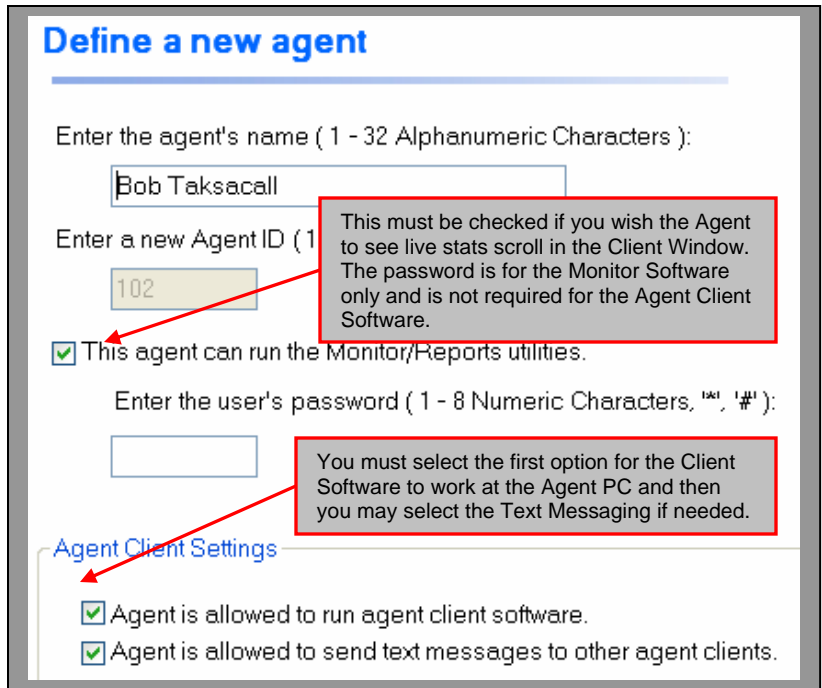 Define a new agent
Enter the agent's name ( 1 - 32 Alphanumeric Characters ):
Bob Taksacall
Enter a new Agent ID ( 1
102
This must be checked if you wish the Agent
to see live stats scroll in the Client Window.
The password is for the Monitor Software
only and is not required for the Agent Client
Software.
This agent can run the Monitor/Reports utilities.
Enter the user's password ( 1 - 8 Numeric Characters, '*', '#' ):
You must select the first option for the Client
Software to work at the Agent PC and then
you may select the Text Messaging if needed.
Agent Client Settings
Agent is allowed to run agent client software.
Agent is allowed to send text messages to other agent clients.